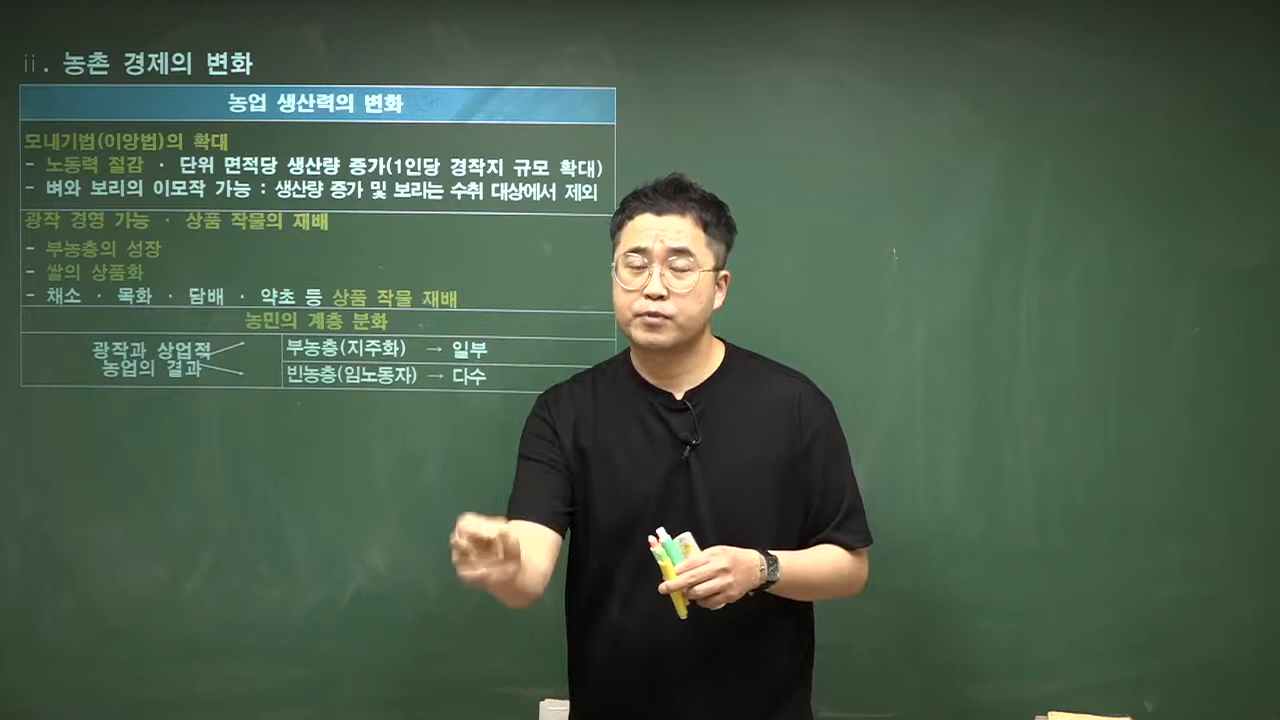 ⅱ. 농촌 경제의 변화
농업 생산력의 변화
모내기법(이앙법)의 확대
- 노동력 절감 · 단위 면적당 생산량 증가(1인당 경작지 규모 확대)
- 벼와 보리의 이모작 가능 : 생산량 증가 및 보리는 수취 대상에서 제외
광작 경영 가능 · 상품 작물의 재배
- 부농층의 성장
- 쌀의 상품화
- 채소 · 목화 · 담배 · 약초 등 상품 작물 재배
농민의 계층 분화
광작과 상업적
농업의 결과
부농층(지주화) → 일부
빈농층(임노동자) → 다수